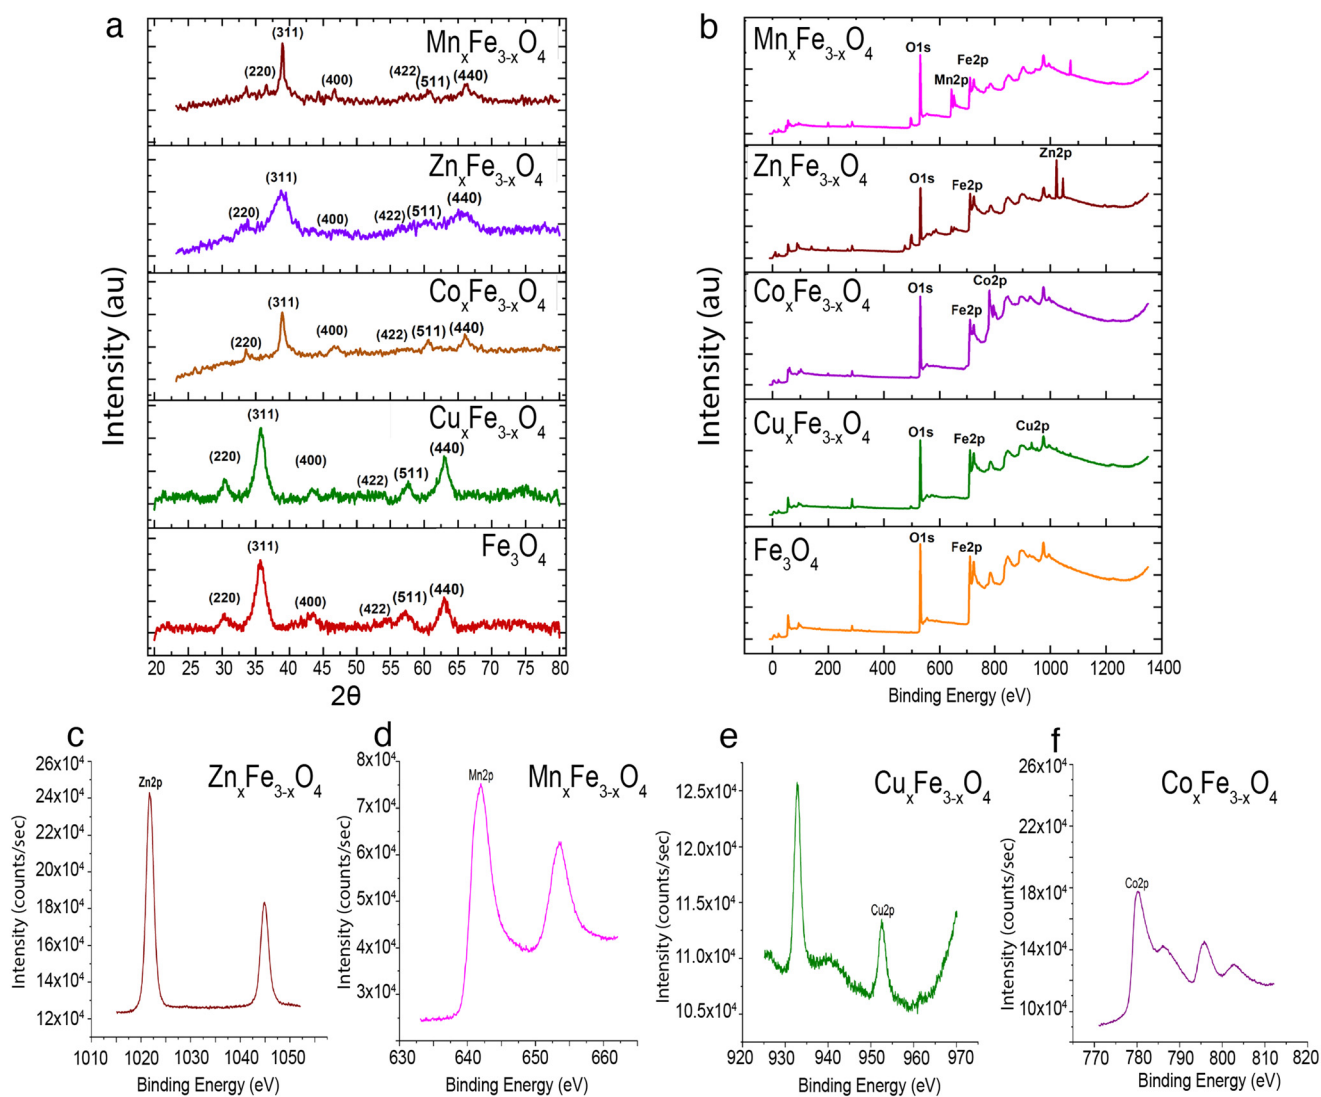 a
Intensity (au)
(311)
MnₓFe₃₋ₓO₄
(220)
(400)
(422)
(511)
(440)
ZnₓFe₃₋ₓO₄
(311)
(220)
(400)
(422)
(511)
(440)
CoₓFe₃₋ₓO₄
(311)
(220)
(400)
(422)
(511)
(440)
CuₓFe₃₋ₓO₄
(311)
(220)
(400)
(422)
(511)
(440)
Fe₃O₄
(311)
(220)
(400)
(422)
(511)
(440)
20 25 30 35 40 45 50 55 60 65 70 75 80
2θ
b
Intensity (au)
MnₓFe₃₋ₓO₄
O1s
Mn2p
Fe2p
ZnₓFe₃₋ₓO₄
O1s
Fe2p
Zn2p
CoₓFe₃₋ₓO₄
O1s
Fe2p
Co2p
CuₓFe₃₋ₓO₄
O1s
Fe2p
Cu2p
Fe₃O₄
O1s
Fe2p
0 200 400 600 800 1000 1200 1400
Binding Energy (eV)
c
ZnₓFe₃₋ₓO₄
Zn2p
Intensity (counts/sec)
26x10⁴
24x10⁴
22x10⁴
20x10⁴
18x10⁴
16x10⁴
14x10⁴
12x10⁴
1010 1020 1030 1040 1050
Binding Energy (eV)
d
MnₓFe₃₋ₓO₄
Mn2p
Intensity (counts/sec)
8x10⁴
7x10⁴
6x10⁴
5x10⁴
4x10⁴
3x10⁴
630 640 650 660
Binding Energy (eV)
e
CuₓFe₃₋ₓO₄
Cu2p
Intensity (counts/sec)
12.5x10⁴
12.0x10⁴
11.5x10⁴
11.0x10⁴
10.5x10⁴
920 930 940 950 960 970
Binding Energy (eV)
f
CoₓFe₃₋ₓO₄
Co2p
Intensity (counts/sec)
26x10⁴
22x10⁴
18x10⁴
14x10⁴
10x10⁴
770 780 790 800 810 820
Binding Energy (eV)